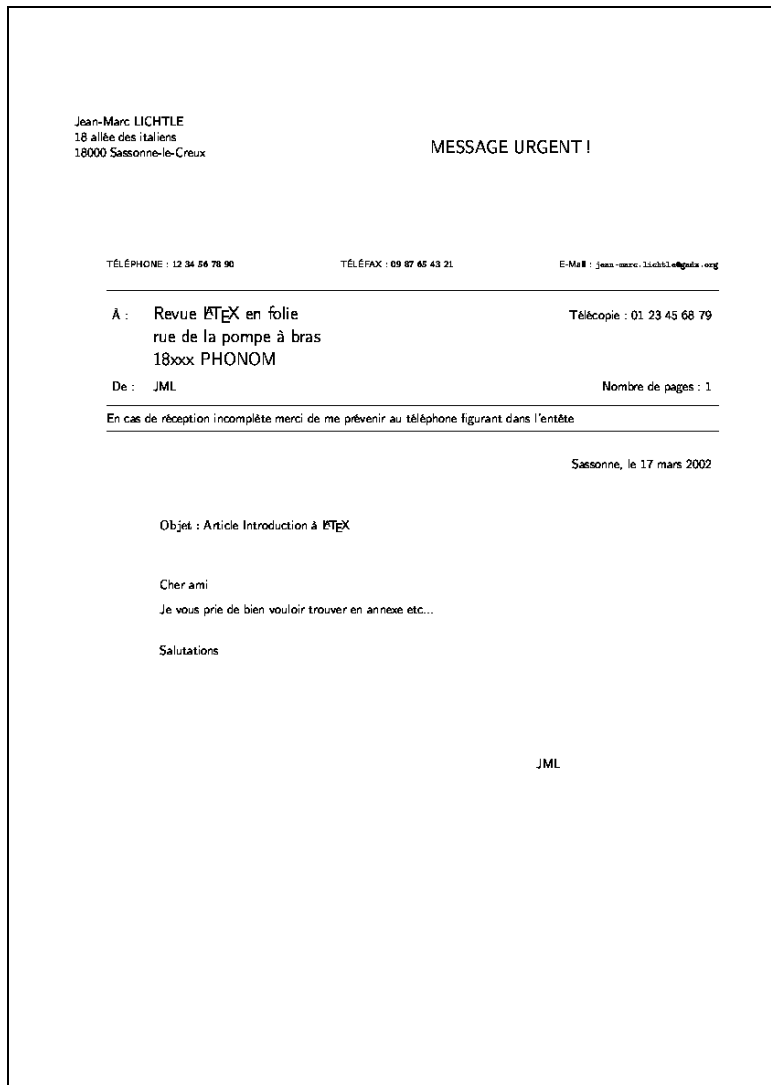 Jean-Marc LICHTLE
18 allée des italiens
18000 Sassonne-le-Creux
MESSAGE URGENT !
TÉLÉPHONE : 12 34 56 78 90 TÉLÉFAX : 09 87 65 43 21 E-Mail : jean-marc.lichtle@gadz.org
À : Revue LATEX en folie Télécopie : 01 23 45 68 79
rue de la pompe à bras
18xxx PHONOM
De : JML Nombre de pages : 1
En cas de réception incomplète merci de me prévenir au téléphone figurant dans l'entête
Sassonne, le 17 mars 2002
Objet : Article Introduction à LATEX
Cher ami
Je vous prie de bien vouloir trouver en annexe etc...
Salutations
JML